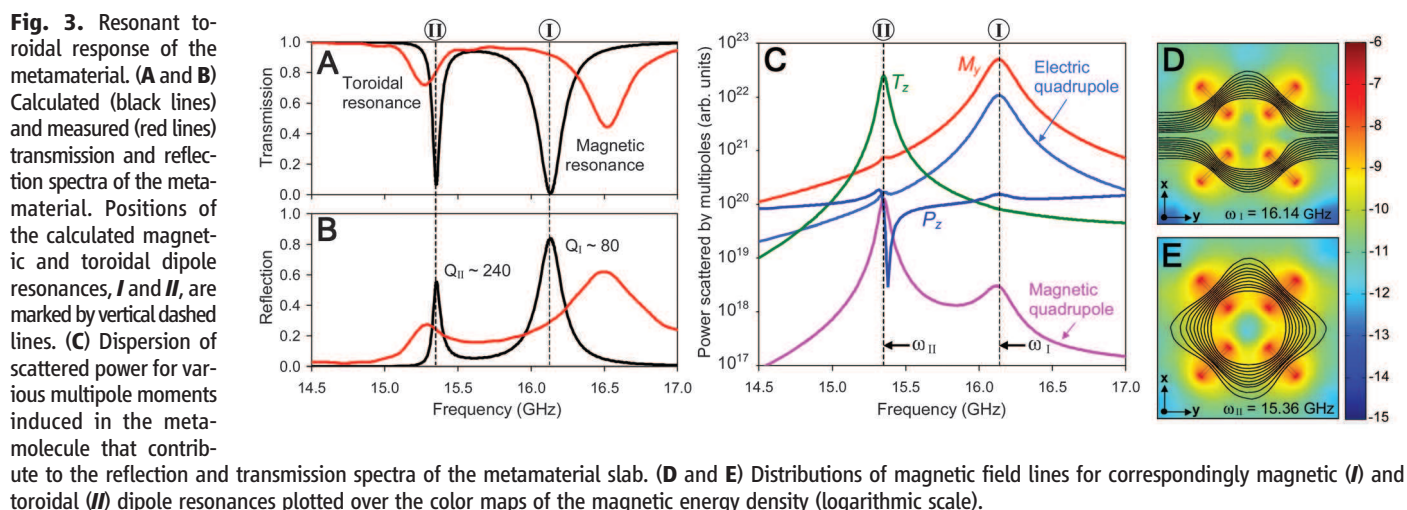 Fig. 3. Resonant to-
roidal response of the
metamaterial. (A and B)
Calculated (black lines)
and measured (red lines)
transmission and reflec-
tion spectra of the meta-
material. Positions of
the calculated magnet-
ic and toroidal dipole
resonances, I and II, are
marked by vertical dashed
lines. (C) Dispersion of
scattered power for var-
ious multipole moments
induced in the meta-
molecule that contrib-
ute to the reflection and transmission spectra of the metamaterial slab. (D and E) Distributions of magnetic field lines for correspondingly magnetic (I) and
toroidal (II) dipole resonances plotted over the color maps of the magnetic energy density (logarithmic scale).
II
I
A
Transmission
1.0
0.8
0.6
0.4
0.2
0.0
Toroidal
resonance
Magnetic
resonance
B
Reflection
1.0
0.8
0.6
0.4
0.2
0.0
Q_II ~ 240
Q_I ~ 80
14.5
15.0
15.5
16.0
16.5
17.0
Frequency (GHz)
II
I
C
Power scattered by multipoles (arb. units)
10^23
10^22
10^21
10^20
10^19
10^18
10^17
T_z
M_y
Electric
quadrupole
P_z
Magnetic
quadrupole
ω_II
ω_I
14.5
15.0
15.5
16.0
16.5
17.0
Frequency (GHz)
D
x
y
ω_I = 16.14 GHz
E
x
y
ω_II = 15.36 GHz
-6
-7
-8
-9
-10
-11
-12
-13
-14
-15